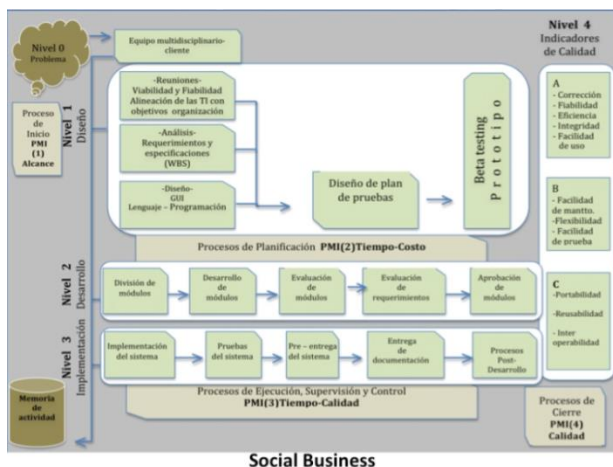 Nivel 0
Problema
Equipo multidisciplinario-
cliente
Nivel 4
Indicadores
de Calidad
Proceso
de
Inicio
PMI
(1)
Alcance
Nivel 1
Diseño
-Reuniones-
Viabilidad y Fiabilidad
Alineación de las TI con
objetivos organización
-Análisis-
Requerimientos y
especificaciones
(WBS)
-Diseño-
GUI
Lenguaje – Programación
Diseño de plan
de pruebas
Beta testing
Prototipo
Procesos de Planificación PMI(2)Tiempo-Costo
A
- Corrección
- Fiabilidad
- Eficiencia
- Integridad
- Facilidad
de uso
B
- Facilidad
de mantto.
-Flexibilidad
- Facilidad
de prueba
C
-Portabilidad
-Reusabilidad
- Inter
operabilidad
Nivel 2
Desarrollo
División de
módulos
Desarrollo
de
módulos
Evaluación
de
módulos
Evaluación
de
requerimientos
Aprobación
de
módulos
Nivel 3
Implementación
Implementación
del sistema
Pruebas
del sistema
Pre – entrega
del sistema
Entrega
de
documentación
Procesos
Post-
Desarrollo
Procesos de Ejecución, Supervisión y Control
PMI(3)Tiempo-Calidad
Memoria
de
actividad
Procesos de
Cierre
PMI(4)
Calidad
Social Business